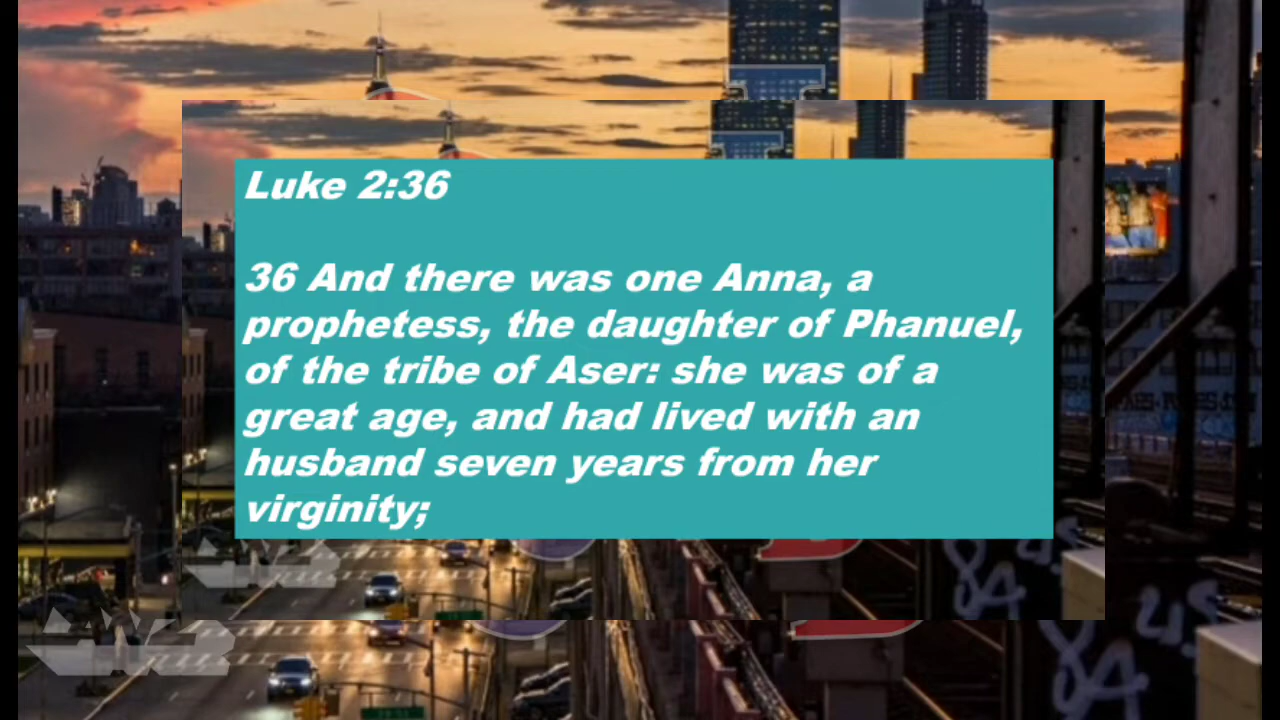 Luke 2:36
36 And there was one Anna, a
prophetess, the daughter of Phanuel,
of the tribe of Aser: she was of a
great age, and had lived with an
husband seven years from her
virginity;